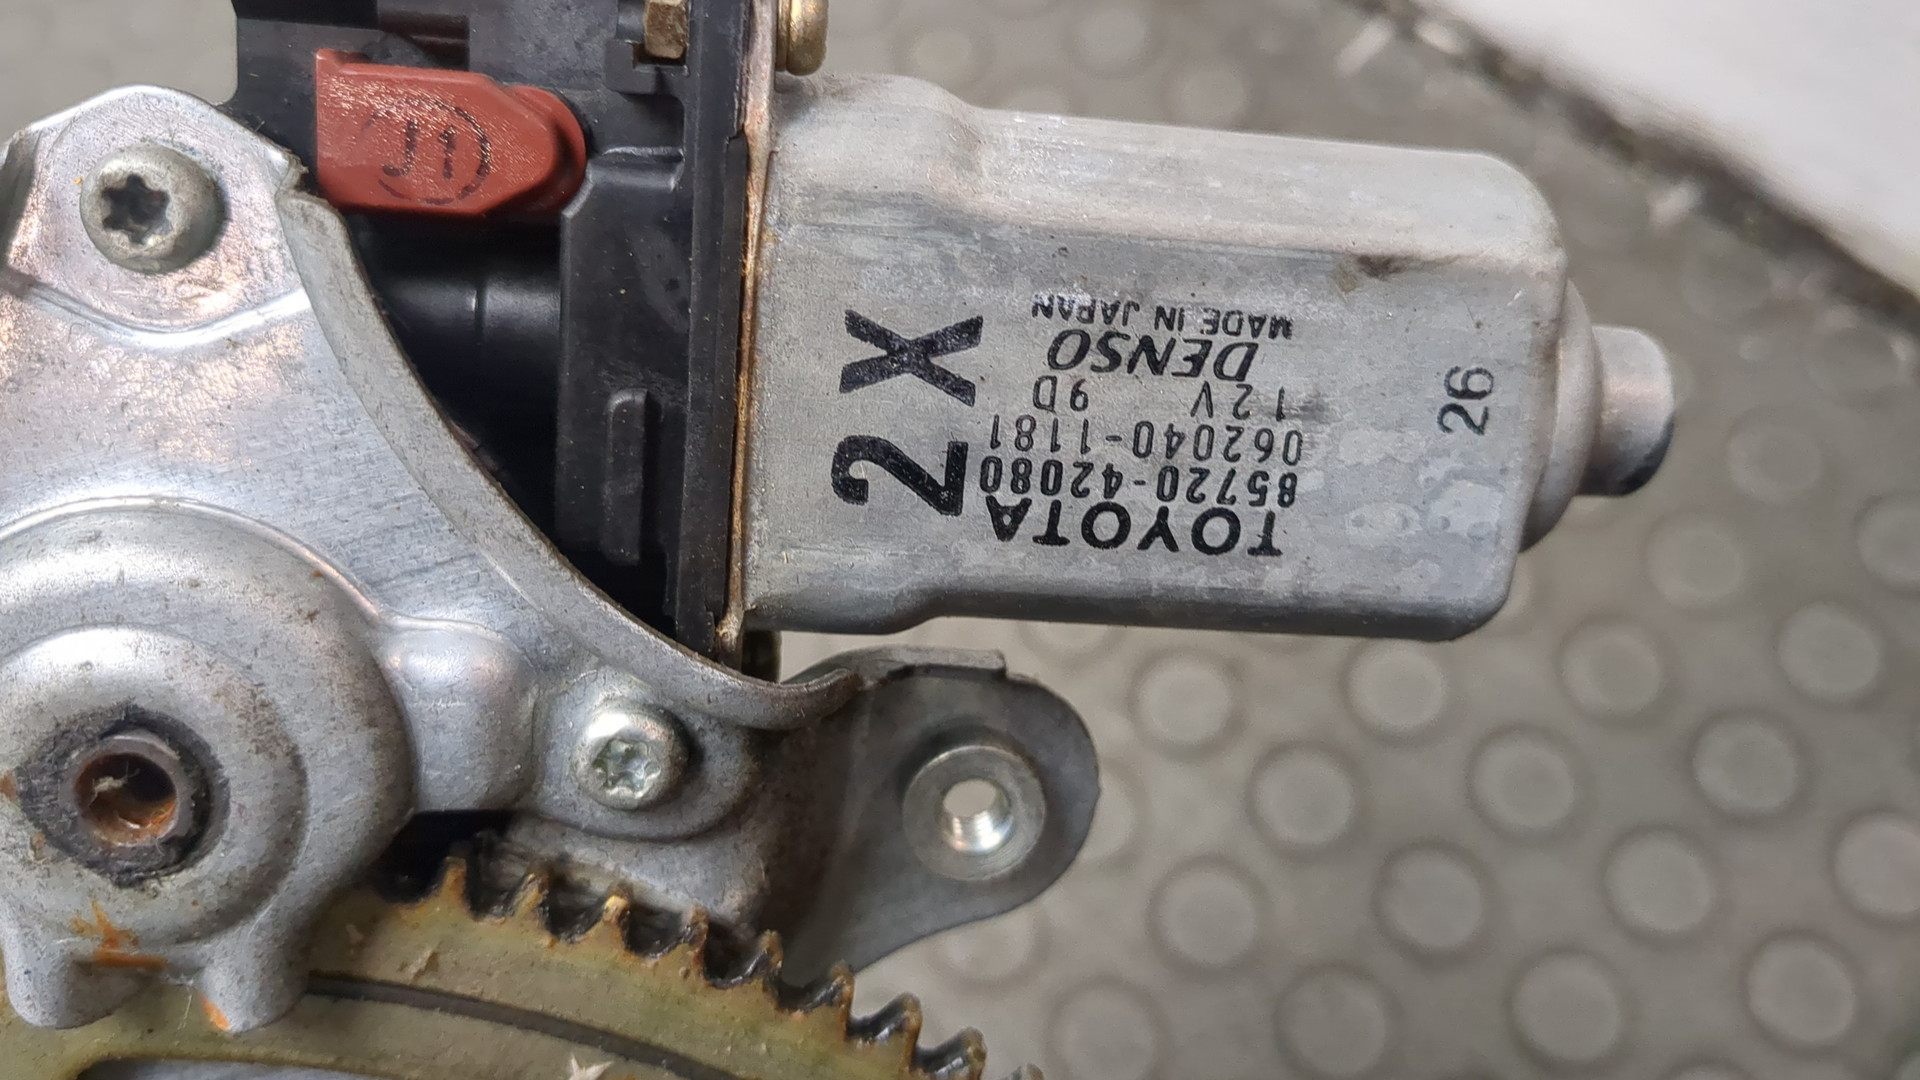 TOYOTA
85720-42080
062040-1181
12V 9D
DENSO
MADE IN JAPAN
2X
26
J1